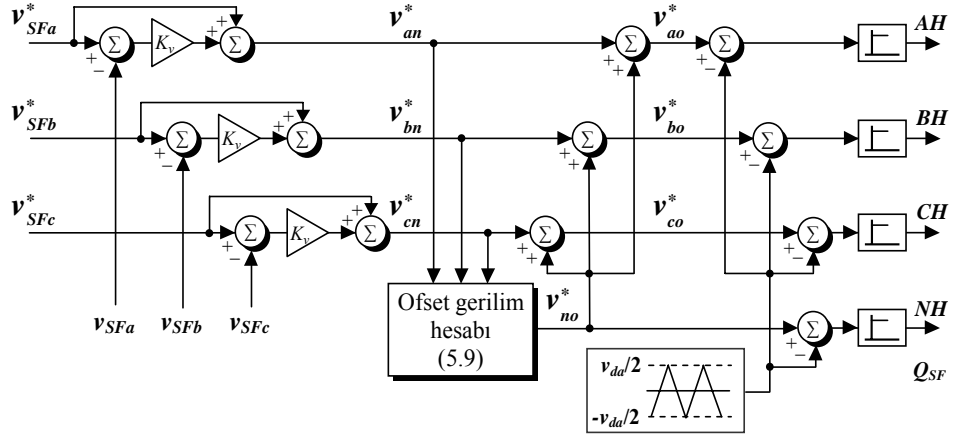 v*SFa
Σ
Kv
Σ
v*an
Σ
v*ao
Σ
AH
+
−
++
++
+
−
v*SFb
Σ
Kv
Σ
v*bn
Σ
v*bo
Σ
BH
+
−
++
++
+
−
v*SFc
Σ
Kv
Σ
v*cn
Σ
v*co
Σ
CH
+
−
++
++
+
−
vSFa
vSFb
vSFc
Ofset gerilim
hesabı
(5.9)
v*no
Σ
NH
+
−
vda/2
-vda/2
QSF